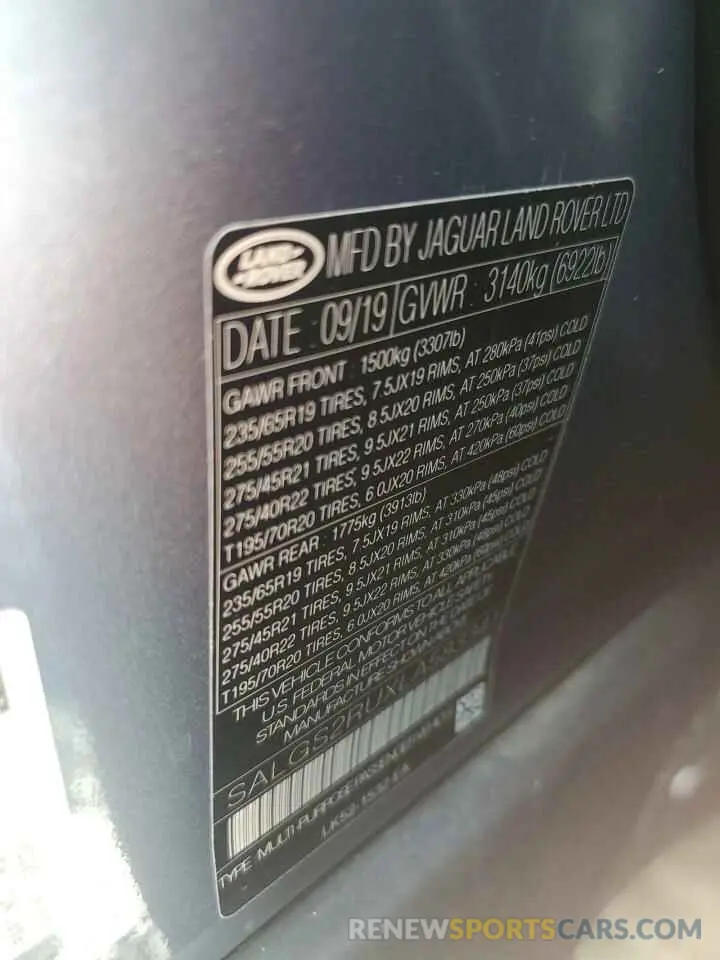 LAND ROVER
MFD BY JAGUAR LAND ROVER LTD
DATE : 09/19 GVWR : 3140kg (6922lb)
GAWR FRONT : 1500kg (3307lb)
235/65R19 TIRES, 7.5JX19 RIMS, AT 280kPa (41psi) COLD
255/55R20 TIRES, 8.5JX20 RIMS, AT 250kPa (37psi) COLD
275/45R21 TIRES, 9.5JX21 RIMS, AT 250kPa (37psi) COLD
275/40R22 TIRES, 9.5JX22 RIMS, AT 270kPa (40psi) COLD
T195/70R20 TIRES, 6.0JX20 RIMS, AT 420kPa (60psi) COLD
GAWR REAR : 1775kg (3913lb)
235/65R19 TIRES, 7.5JX19 RIMS, AT 330kPa (48psi) COLD
255/55R20 TIRES, 8.5JX20 RIMS, AT 310kPa (45psi) COLD
275/45R21 TIRES, 9.5JX21 RIMS, AT 310kPa (45psi) COLD
275/40R22 TIRES, 9.5JX22 RIMS, AT 330kPa (48psi) COLD
T195/70R20 TIRES, 6.0JX20 RIMS, AT 420kPa (60psi) COLD
THIS VEHICLE CONFORMS TO ALL APPLICABLE
U.S. FEDERAL MOTOR VEHICLE SAFETY
STANDARDS IN EFFECT ON THE DATE OF
MANUFACTURE SHOWN ABOVE
TYPE: MULTI-PURPOSE PASSENGER VEHICLE
RENEWSPORTSCARS.COM